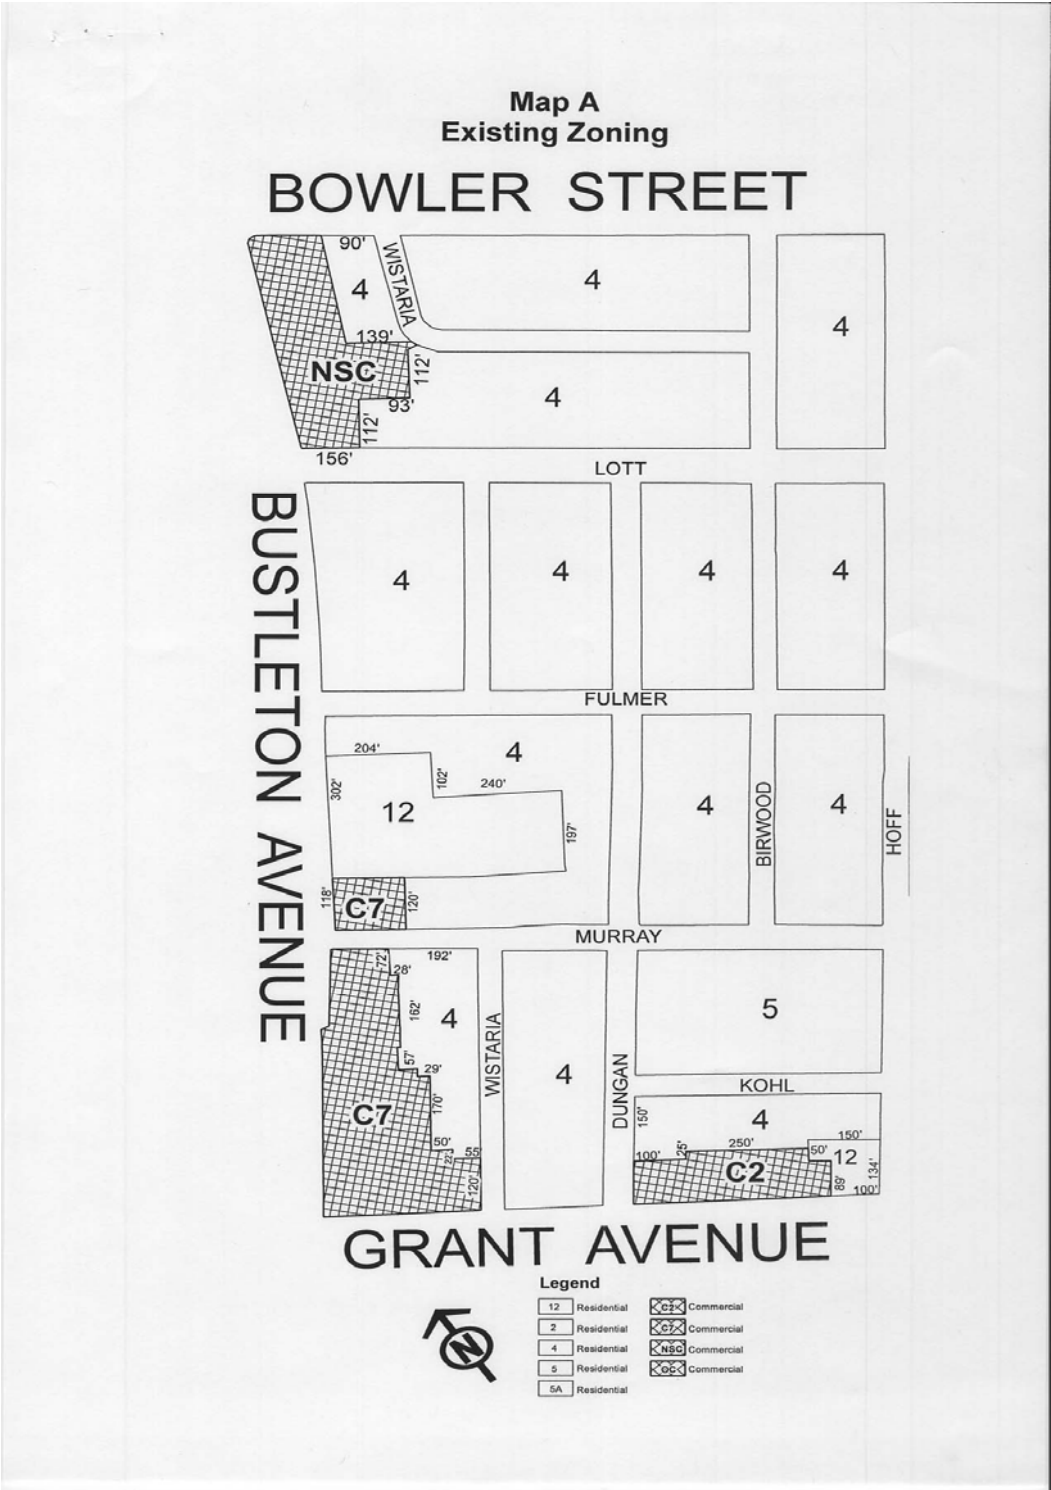 Map A
Existing Zoning
BOWLER STREET
90'
WISTARIA
4
4
4
139'
NSC
112'
4
93'
112'
156'
LOTT
BUSTLETON AVENUE
4
4
4
4
FULMER
204'
4
102'
240'
302'
12
4
4
197'
BIRWOOD
HOFF
118'
C7
120'
MURRAY
72'
192'
28'
162'
4
5
WISTARIA
57'
29'
4
DUNGAN
KOHL
C7
170'
150'
4
50'
250'
150'
22'
55'
100'
25'
50'
12
C2
134'
120'
89'
100'
GRANT AVENUE
Legend
12 Residential
2 Residential
4 Residential
5 Residential
5A Residential
C2 Commercial
C7 Commercial
NSC Commercial
OC Commercial
N